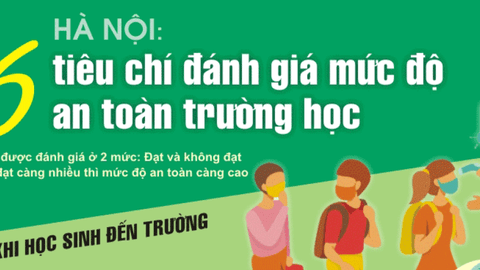 HÀ NỘI:
6 tiêu chí đánh giá mức độ
an toàn trường học
được đánh giá ở 2 mức: Đạt và không đạt
đạt càng nhiều thì mức độ an toàn càng cao
KHI HỌC SINH ĐẾN TRƯỜNG